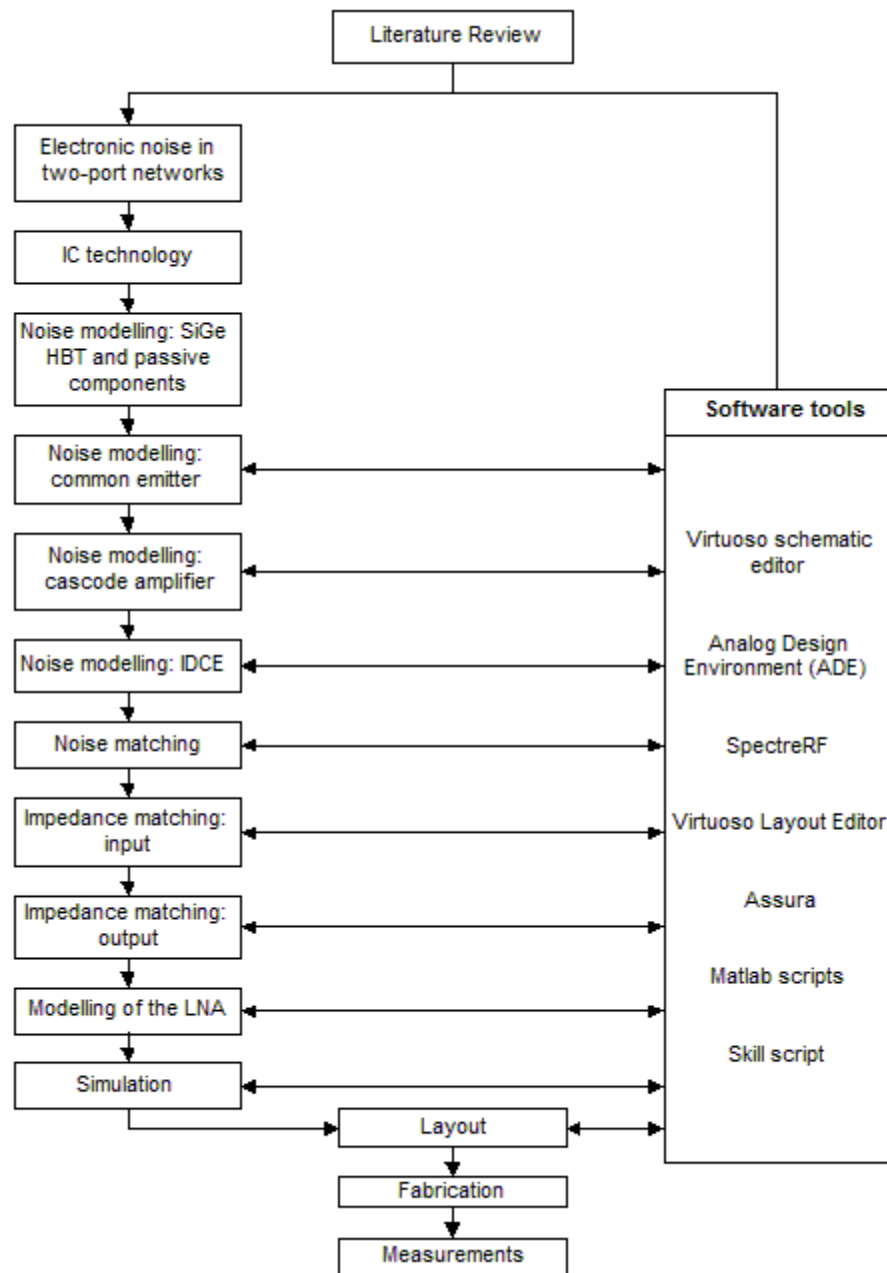 Literature Review
Electronic noise in
two-port networks
IC technology
Noise modelling: SiGe
HBT and passive
components
Noise modelling:
common emitter
Noise modelling:
cascode amplifier
Noise modelling: IDCE
Noise matching
Impedance matching:
input
Impedance matching:
output
Modelling of the LNA
Simulation
Layout
Fabrication
Measurements
Software tools
Virtuoso schematic
editor
Analog Design
Environment (ADE)
SpectreRF
Virtuoso Layout Editor
Assura
Matlab scripts
Skill script